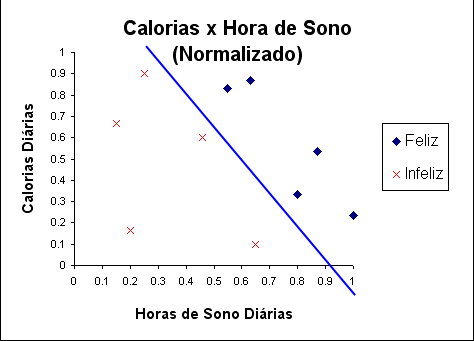 Calorias x Hora de Sono
(Normalizado)
Calorias Diárias
1
0.9
0.8
0.7
0.6
0.5
0.4
0.3
0.2
0.1
0
0 0.1 0.2 0.3 0.4 0.5 0.6 0.7 0.8 0.9 1
Horas de Sono Diárias
Feliz
Infeliz